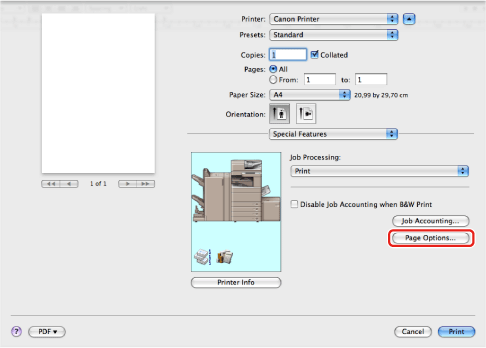 Printer: Canon Printer
Presets: Standard
Copies: 1 Collated
Pages: All
From: 1 to: 1
Paper Size: A4 20,99 by 29,70 cm
Orientation:
Special Features
Job Processing:
Print
Disable Job Accounting when B&W Print
Job Accounting...
Page Options...
1 of 1
Printer Info
? PDF Cancel Print